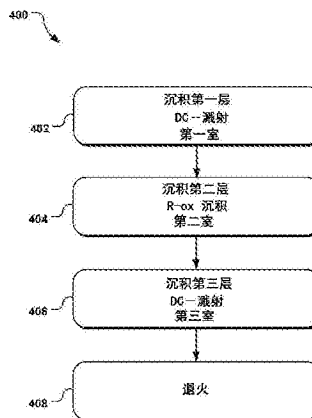 400
沉积第一层
DC-溅射
第一室
402
沉积第二层
R-ox 沉积
第二室
404
沉积第三层
DC-溅射
第三室
406
退火
408